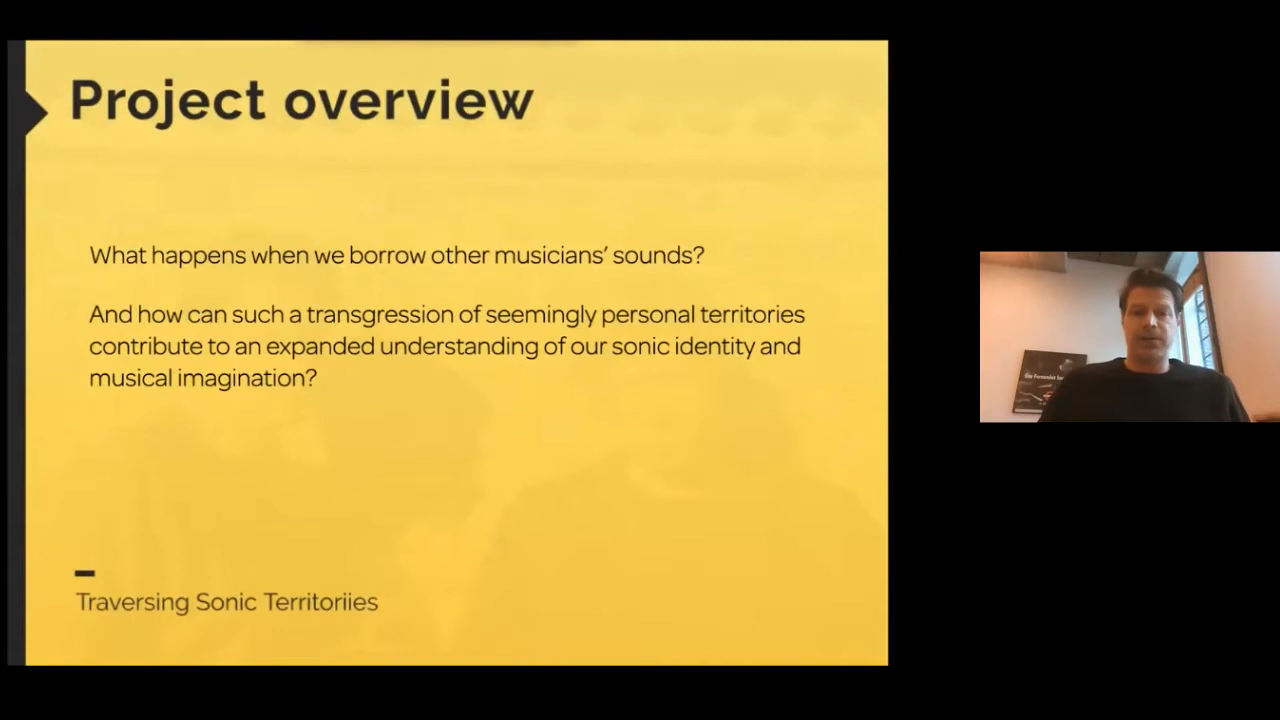 Project overview
What happens when we borrow other musicians' sounds?
And how can such a transgression of seemingly personal territories
contribute to an expanded understanding of our sonic identity and
musical imagination?
Traversing Sonic Territoriies